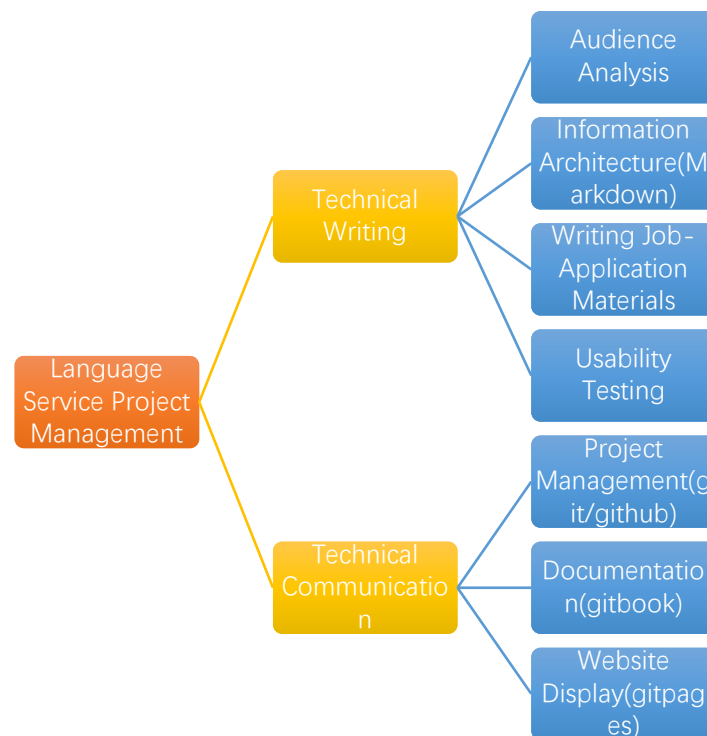 Audience
Analysis
Information
Architecture(M
arkdown)
Technical
Writing
Writing Job-
Application
Materials
Usability
Testing
Language
Service Project
Management
Project
Management(g
it/github)
Technical
Communicatio
n
Documentatio
n(gitbook)
Website
Display(gitpag
es)